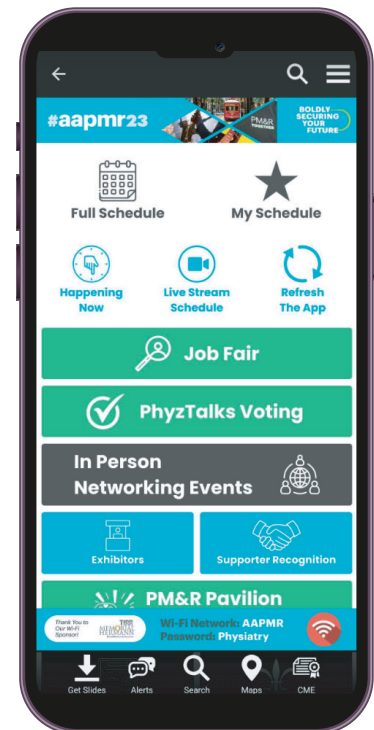 #aapmr23
PM&R
TOGETHER
BOLDLY
SECURING
YOUR
FUTURE
Full Schedule
My Schedule
Happening
Now
Live Stream
Schedule
Refresh
The App
Job Fair
PhyzTalks Voting
In Person
Networking Events
Exhibitors
Supporter Recognition
PM&R Pavilion
Thank You to
Our Wi-Fi
Sponsor!
TIRR
MEMORIAL
HERMANN
Wi-Fi Network: AAPMR
Password: Physiatry
Get Slides
Alerts
Search
Maps
CME